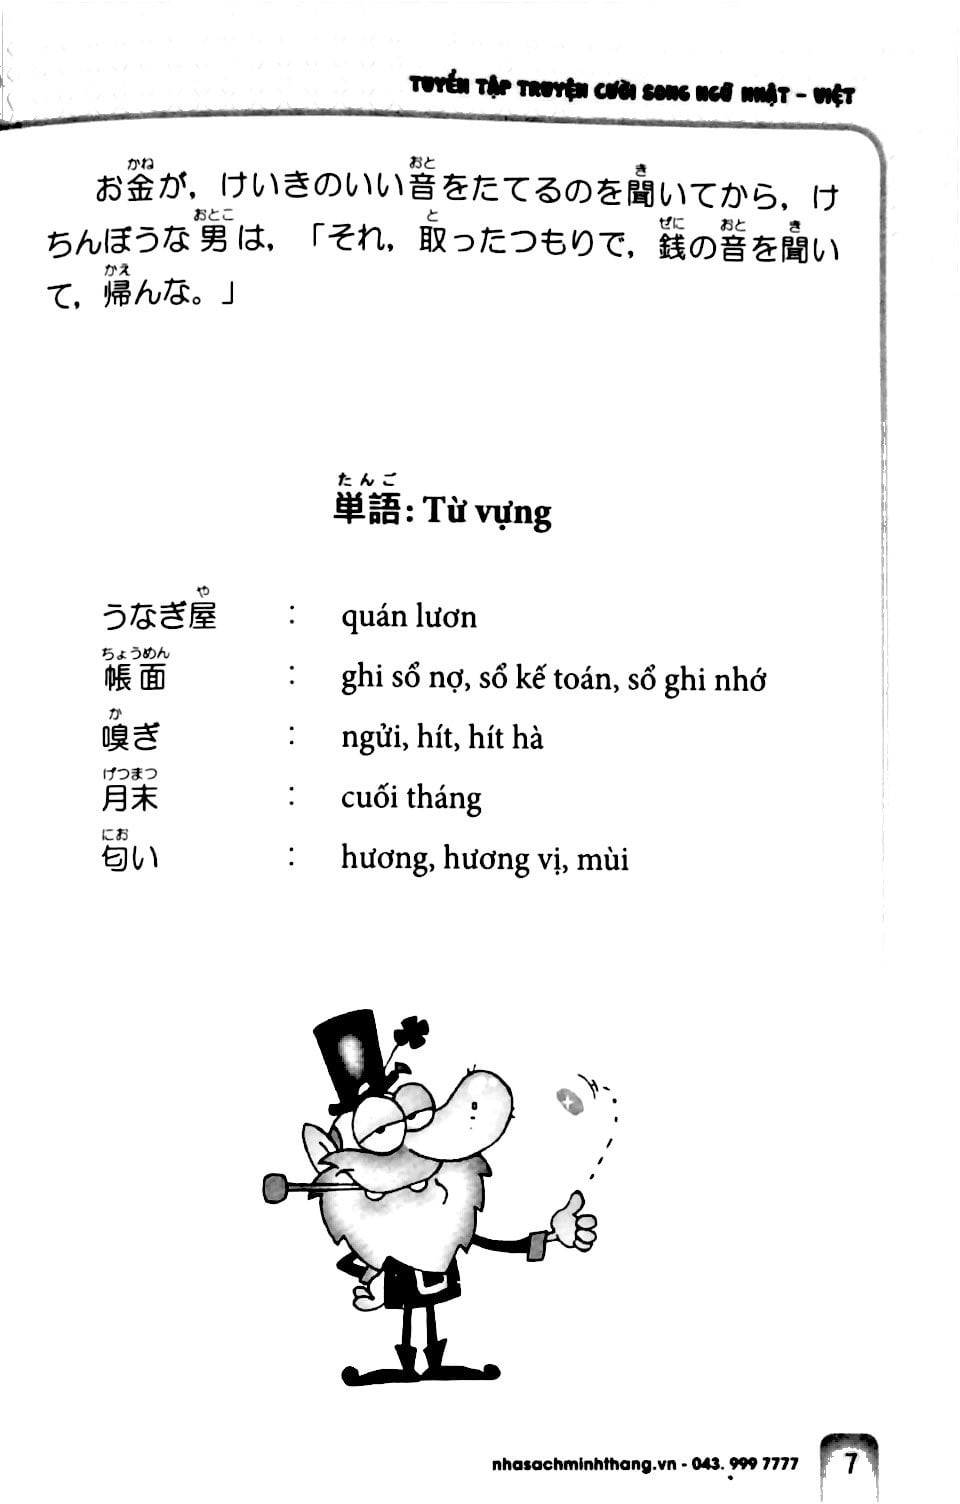 TUYỂN TẬP TRUYỆN CƯỜI SONG NGỮ NHẬT - VIỆT
かね おと き
お金が，けいきのいい音をたてるのを聞いてから，け
おとこ と ぜに おと き
ちんぼうな男は，「それ，取ったつもりで，銭の音を聞い
かえ
て，帰んな。」
たんご
単語: Từ vựng
や
うなぎ屋 : quán lươn
ちょうめん
帳面 : ghi sổ nợ, sổ kế toán, sổ ghi nhớ
か
嗅ぎ : ngửi, hít, hít hà
げつまつ
月末 : cuối tháng
にお
匂い : hương, hương vị, mùi
nhasachminhthang.vn - 043. 999 7777 7